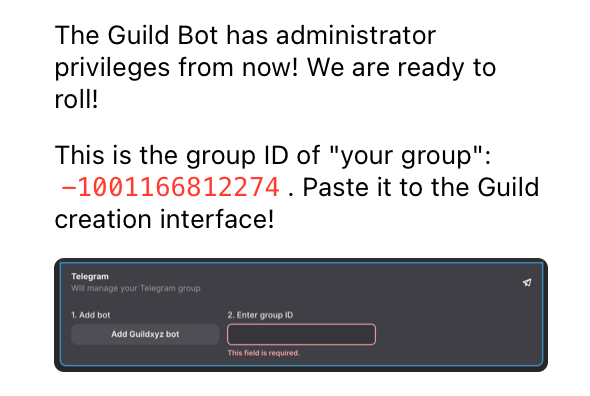 The Guild Bot has administrator
privileges from now! We are ready to
roll!
This is the group ID of "your group":
-1001166812274 . Paste it to the Guild
creation interface!
Telegram
Will manage your Telegram group
1. Add bot
2. Enter group ID
Add Guildxyz bot
This field is required.